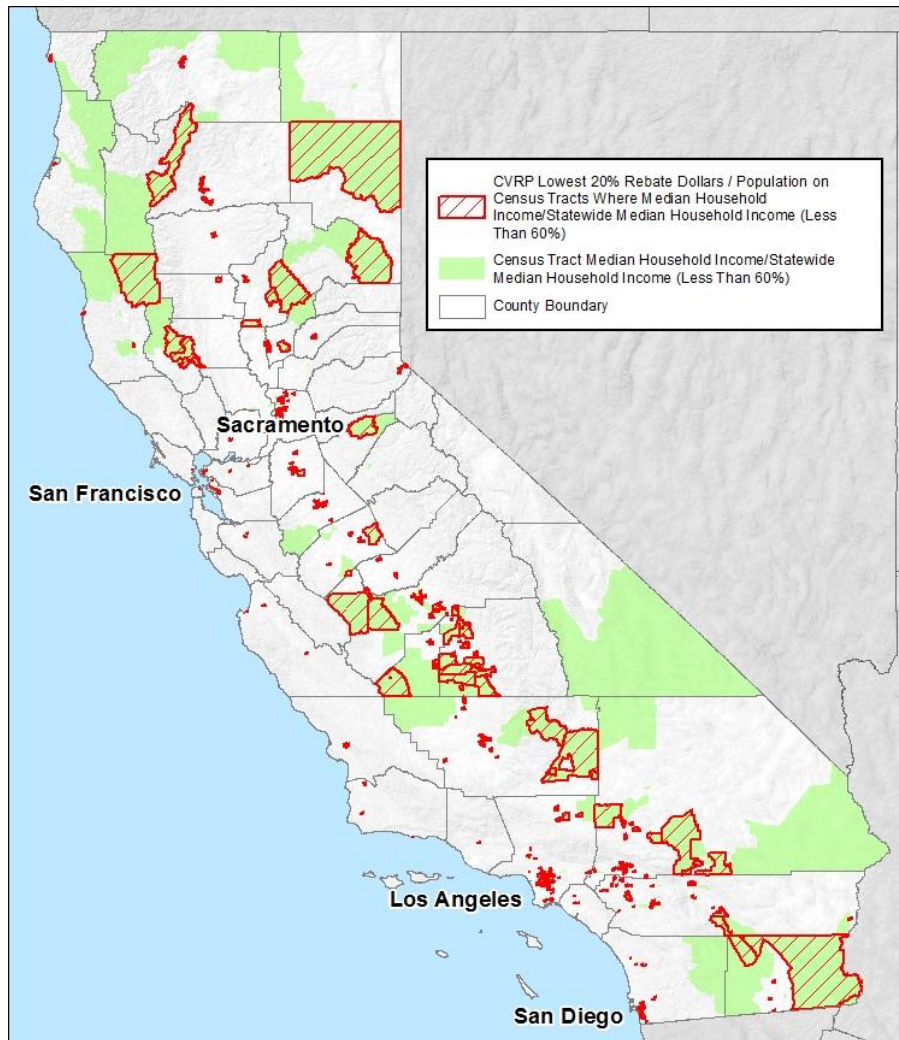 CVRP Lowest 20% Rebate Dollars / Population on
Census Tracts Where Median Household
Income/Statewide Median Household Income (Less
Than 60%)
Census Tract Median Household Income/Statewide
Median Household Income (Less Than 60%)
County Boundary
Sacramento
San Francisco
Los Angeles
San Diego